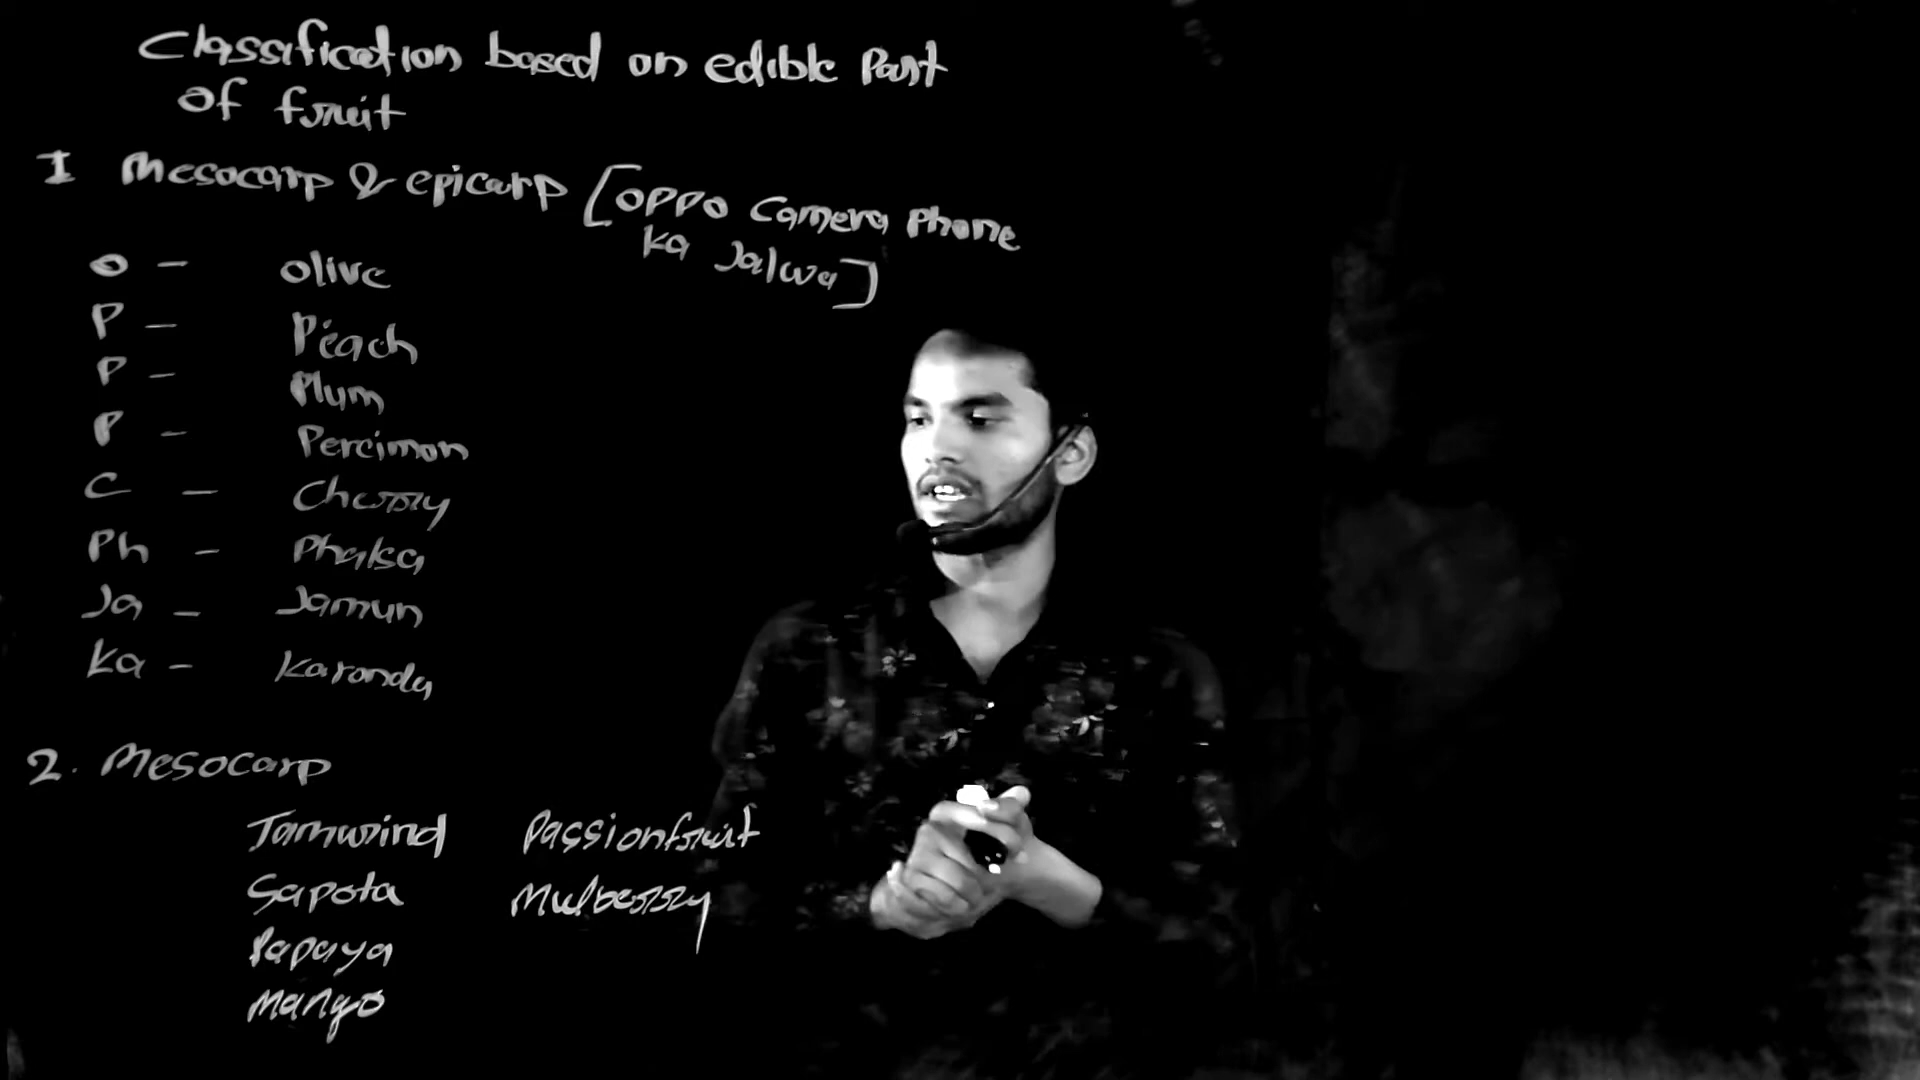 Classification based on edible Part
of fruit
I Mesocarp & epicarp [OPPO Camera Phone
ka Jalwa]
O - Olive
P - Peach
P - Plum
P - Percimon
C - Cherry
Ph - Phalsa
Ja - Jamun
Ka - Karonda
2. Mesocarp
Tamurind Passionfruit
Sapota Mulberry
Papaya
Mango